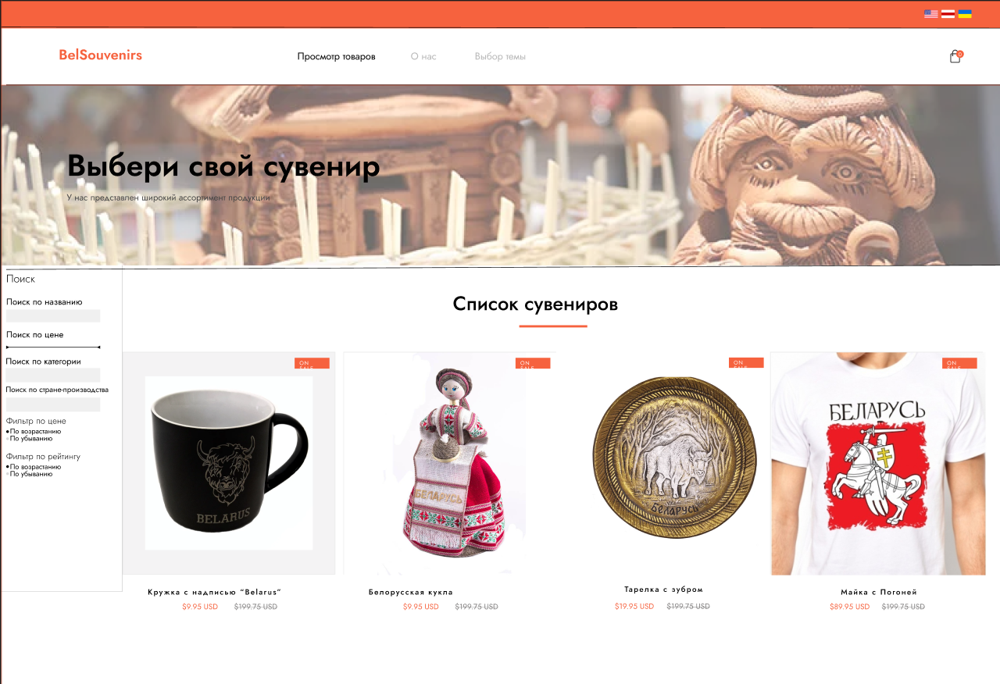 BelSouvenirs
Просмотр товаров
О нас
Выбор темы
0
Выбери свой сувенир
У нас представлен широкий ассортимент продукции
Поиск
Поиск по названию
Поиск по цене
Поиск по категории
Поиск по стране-производства
Фильтр по цене
По возрастанию
По убыванию
Фильтр по рейтингу
По возрастанию
По убыванию
Список сувениров
ON SALE
BELARUS
Кружка с надписью “Belarus”
$9.95 USD $199.75 USD
ON SALE
БЕЛАРУСЬ
Белорусская кукла
$9.95 USD $199.75 USD
ON SALE
БЕЛАРУСЬ
Тарелка с зубром
$19.95 USD $199.75 USD
ON SALE
БЕЛАРУСЬ
Майка с Погоней
$89.95 USD $199.75 USD